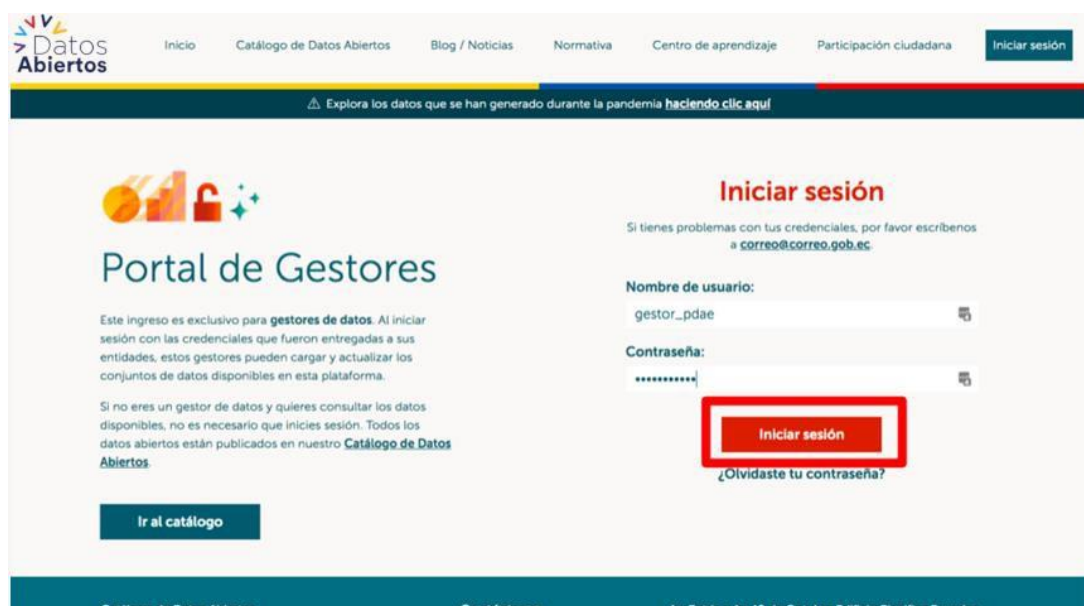 Datos
Abiertos
Inicio
Catálogo de Datos Abiertos
Blog / Noticias
Normativa
Centro de aprendizaje
Participación ciudadana
Iniciar sesión
Explora los datos que se han generado durante la pandemia haciendo clic aquí
Portal de Gestores
Este ingreso es exclusivo para gestores de datos. Al iniciar
sesión con las credenciales que fueron entregadas a sus
entidades, estos gestores pueden cargar y actualizar los
conjuntos de datos disponibles en esta plataforma.
Si no eres un gestor de datos y quieres consultar los datos
disponibles, no es necesario que inicies sesión. Todos los
datos abiertos están publicados en nuestro Catálogo de Datos
Abiertos.
Ir al catálogo
Iniciar sesión
Si tienes problemas con tus credenciales, por favor escríbenos
a correo@correo.gob.ec.
Nombre de usuario:
gestor_pdae
Contraseña:
•••••••••••
Iniciar sesión
¿Olvidaste tu contraseña?